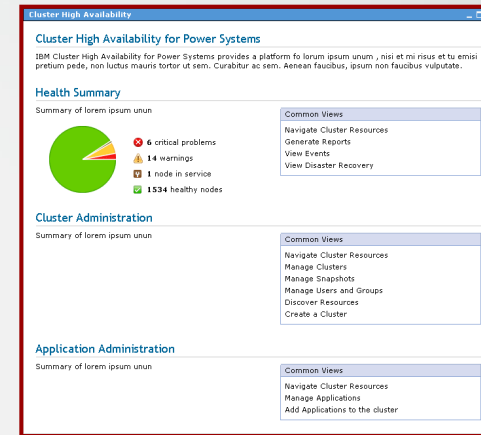 Cluster High Availability
Cluster High Availability for Power Systems
IBM Cluster High Availability for Power Systems provides a platform fo lorum ipsum unum , nisi et mi risus et tu emisi
pretium pede, non luctus mauris tortor ut sem. Curabitur ac sem. Aenean faucibus, ipsum non faucibus vulputate.
Health Summary
Summary of lorem ipsum unun
6 critical problems
14 warnings
1 node in service
1534 healthy nodes
Common Views
Navigate Cluster Resources
Generate Reports
View Events
View Disaster Recovery
Cluster Administration
Summary of lorem ipsum unun
Common Views
Navigate Cluster Resources
Manage Clusters
Manage Snapshots
Manage Users and Groups
Discover Resources
Create a Cluster
Application Administration
Summary of lorem ipsum unun
Common Views
Navigate Cluster Resources
Manage Applications
Add Applications to the cluster